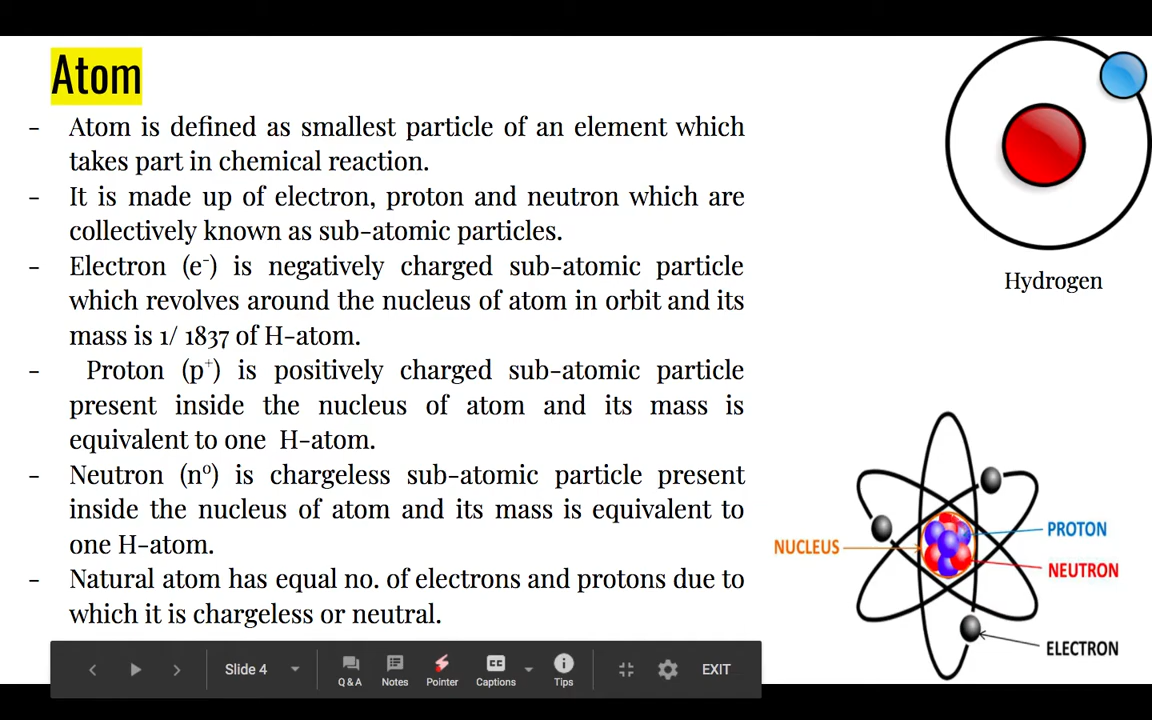 Atom
- Atom is defined as smallest particle of an element which
takes part in chemical reaction.
- It is made up of electron, proton and neutron which are
collectively known as sub-atomic particles.
- Electron (e⁻) is negatively charged sub-atomic particle
which revolves around the nucleus of atom in orbit and its
mass is 1/ 1837 of H-atom.
- Proton (p⁺) is positively charged sub-atomic particle
present inside the nucleus of atom and its mass is
equivalent to one H-atom.
- Neutron (n⁰) is chargeless sub-atomic particle present
inside the nucleus of atom and its mass is equivalent to
one H-atom.
- Natural atom has equal no. of electrons and protons due to
which it is chargeless or neutral.
Hydrogen
NUCLEUS
PROTON
NEUTRON
ELECTRON
Slide 4
Q & A
Notes
Pointer
CC
Captions
Tips
EXIT